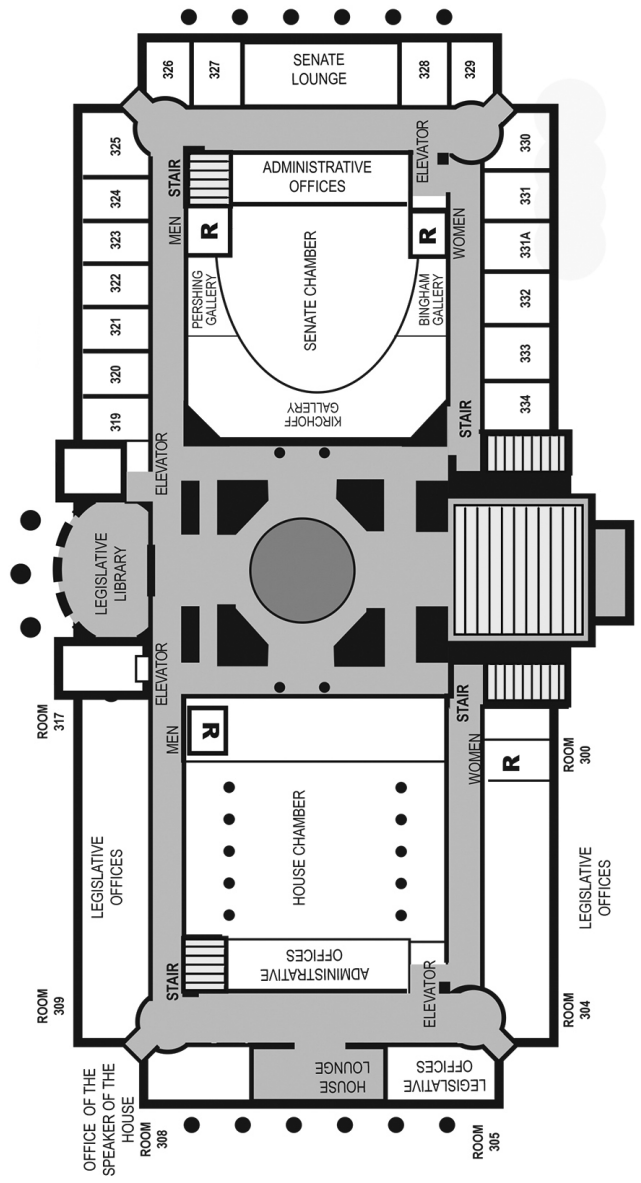 326
327
SENATE
LOUNGE
328
329
325
STAIR
ADMINISTRATIVE
OFFICES
ELEVATOR
330
324
331
MEN
R
R
WOMEN
323
SENATE CHAMBER
331A
322
PERSHING
GALLERY
BINGHAM
GALLERY
332
321
333
320
KIRCHOFF
GALLERY
334
319
STAIR
ELEVATOR
LEGISLATIVE
LIBRARY
ELEVATOR
ROOM
317
STAIR
MEN
R
WOMEN
R
ROOM
300
LEGISLATIVE
OFFICES
HOUSE CHAMBER
LEGISLATIVE
OFFICES
STAIR
ADMINISTRATIVE
OFFICES
ELEVATOR
ROOM
309
ROOM
304
HOUSE
LOUNGE
LEGISLATIVE
OFFICES
OFFICE OF THE
SPEAKER OF THE
HOUSE
ROOM
308
ROOM
305